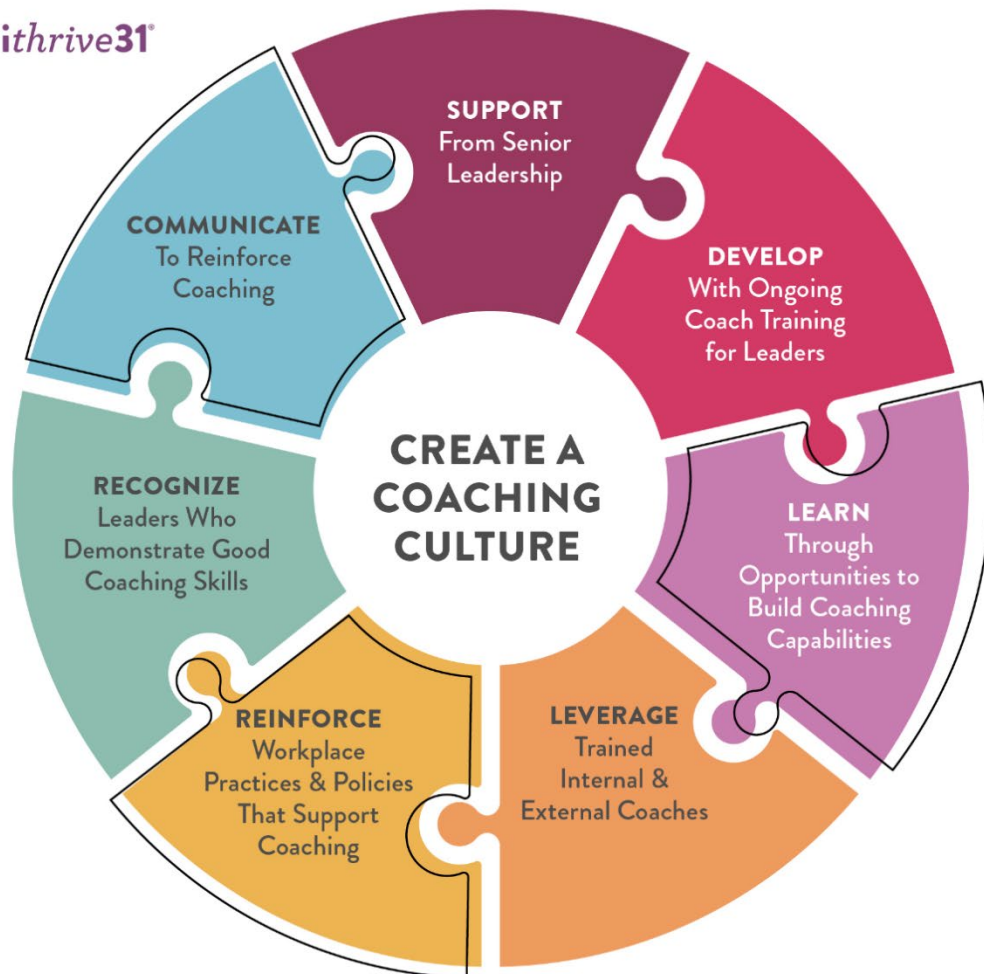 ithrive31®
SUPPORT
From Senior
Leadership
DEVELOP
With Ongoing
Coach Training
for Leaders
LEARN
Through
Opportunities to
Build Coaching
Capabilities
LEVERAGE
Trained
Internal &
External Coaches
REINFORCE
Workplace
Practices & Policies
That Support
Coaching
RECOGNIZE
Leaders Who
Demonstrate Good
Coaching Skills
COMMUNICATE
To Reinforce
Coaching
CREATE A
COACHING
CULTURE